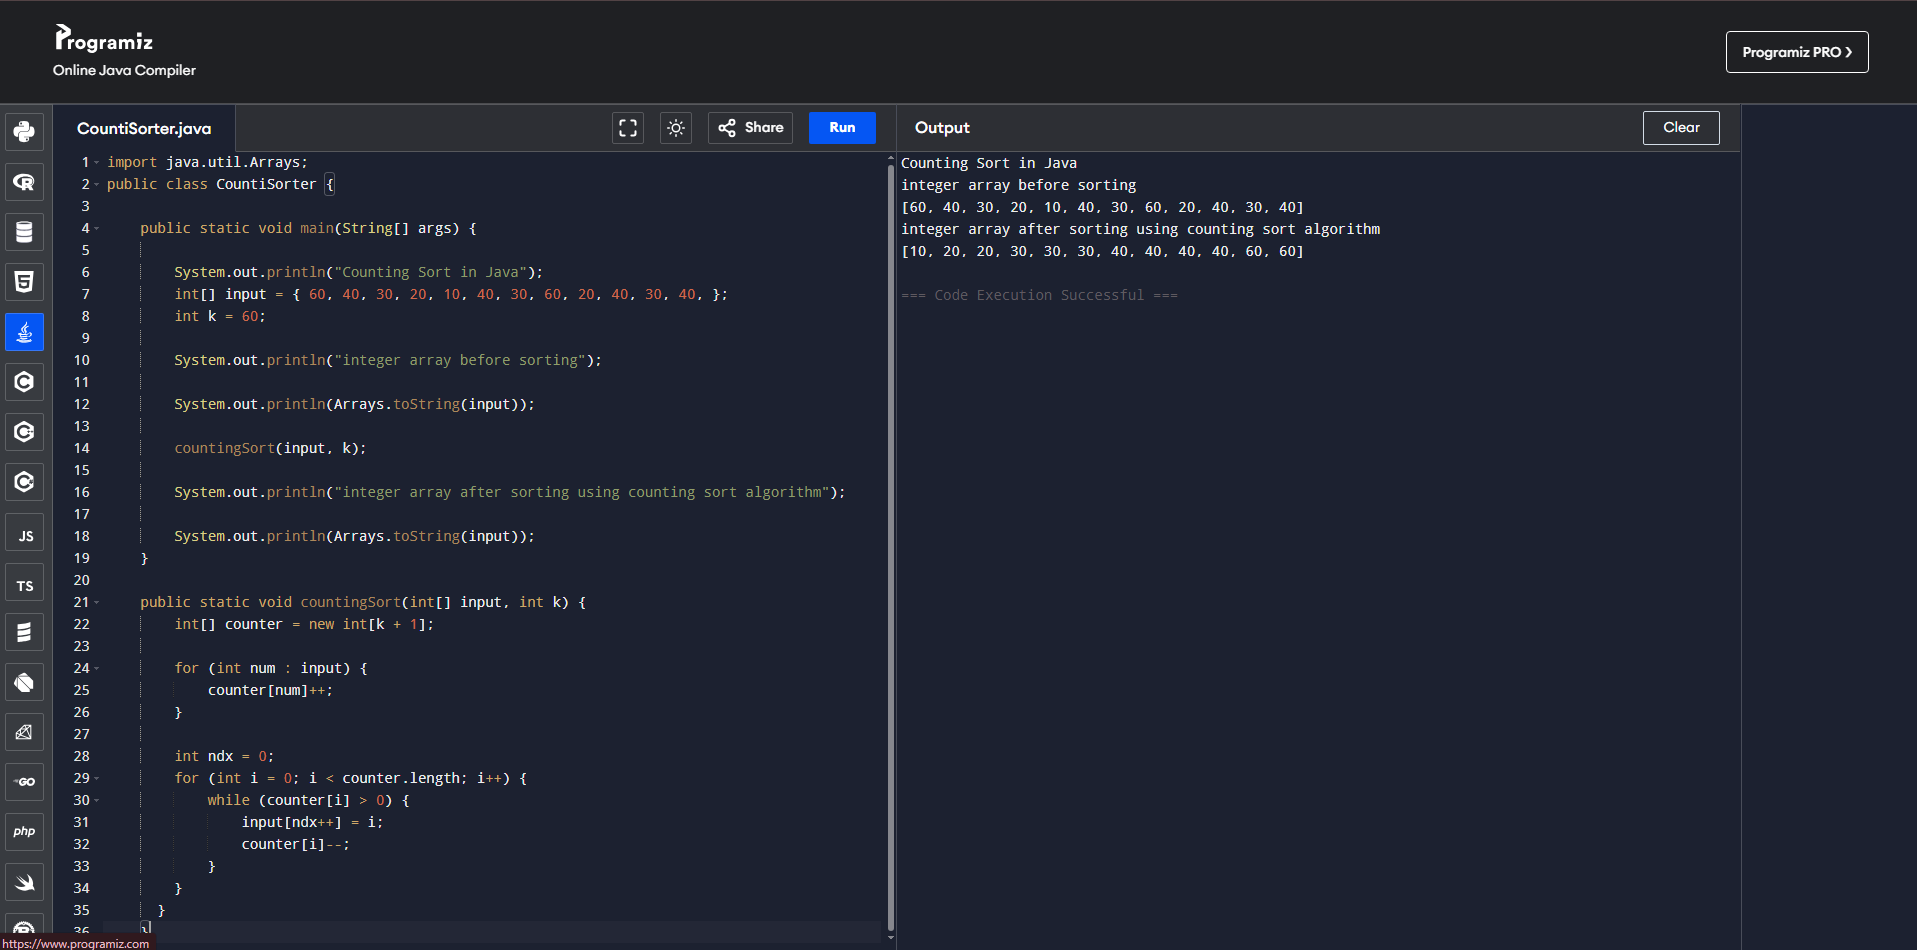 Programiz
Online Java Compiler
Programiz PRO ❯
CountiSorter.java
Share
Run
Output
Clear
1 import java.util.Arrays;
2 public class CountiSorter {
3
4 public static void main(String[] args) {
5
6 System.out.println("Counting Sort in Java");
7 int[] input = { 60, 40, 30, 20, 10, 40, 30, 60, 20, 40, 30, 40, };
8 int k = 60;
9
10 System.out.println("integer array before sorting");
11
12 System.out.println(Arrays.toString(input));
13
14 countingSort(input, k);
15
16 System.out.println("integer array after sorting using counting sort algorithm");
17
18 System.out.println(Arrays.toString(input));
19 }
20
21 public static void countingSort(int[] input, int k) {
22 int[] counter = new int[k + 1];
23
24 for (int num : input) {
25 counter[num]++;
26 }
27
28 int ndx = 0;
29 for (int i = 0; i < counter.length; i++) {
30 while (counter[i] > 0) {
31 input[ndx++] = i;
32 counter[i]--;
33 }
34 }
35 }
36 }
Counting Sort in Java
integer array before sorting
[60, 40, 30, 20, 10, 40, 30, 60, 20, 40, 30, 40]
integer array after sorting using counting sort algorithm
[10, 20, 20, 30, 30, 30, 40, 40, 40, 40, 60, 60]
=== Code Execution Successful ===
JS
TS
GO
php
https://www.programiz.com